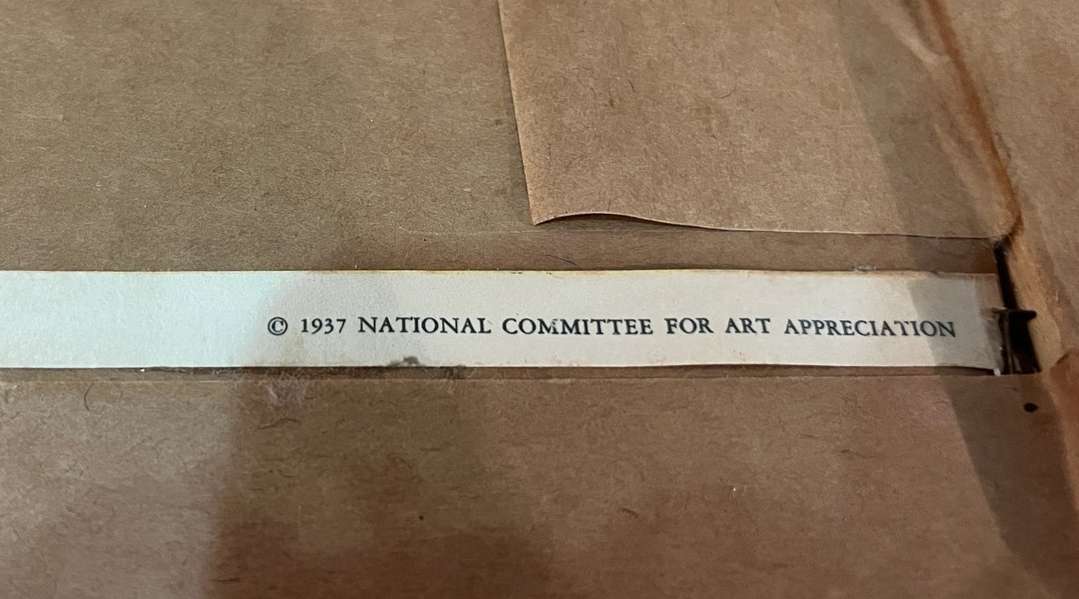 © 1937 NATIONAL COMMITTEE FOR ART APPRECIATION